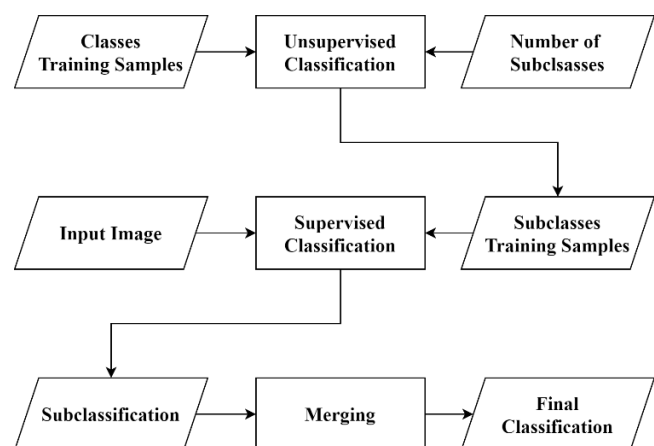 Classes
Training Samples
Unsupervised
Classification
Number of
Subclsasses
Input Image
Supervised
Classification
Subclasses
Training Samples
Subclassification
Merging
Final
Classification